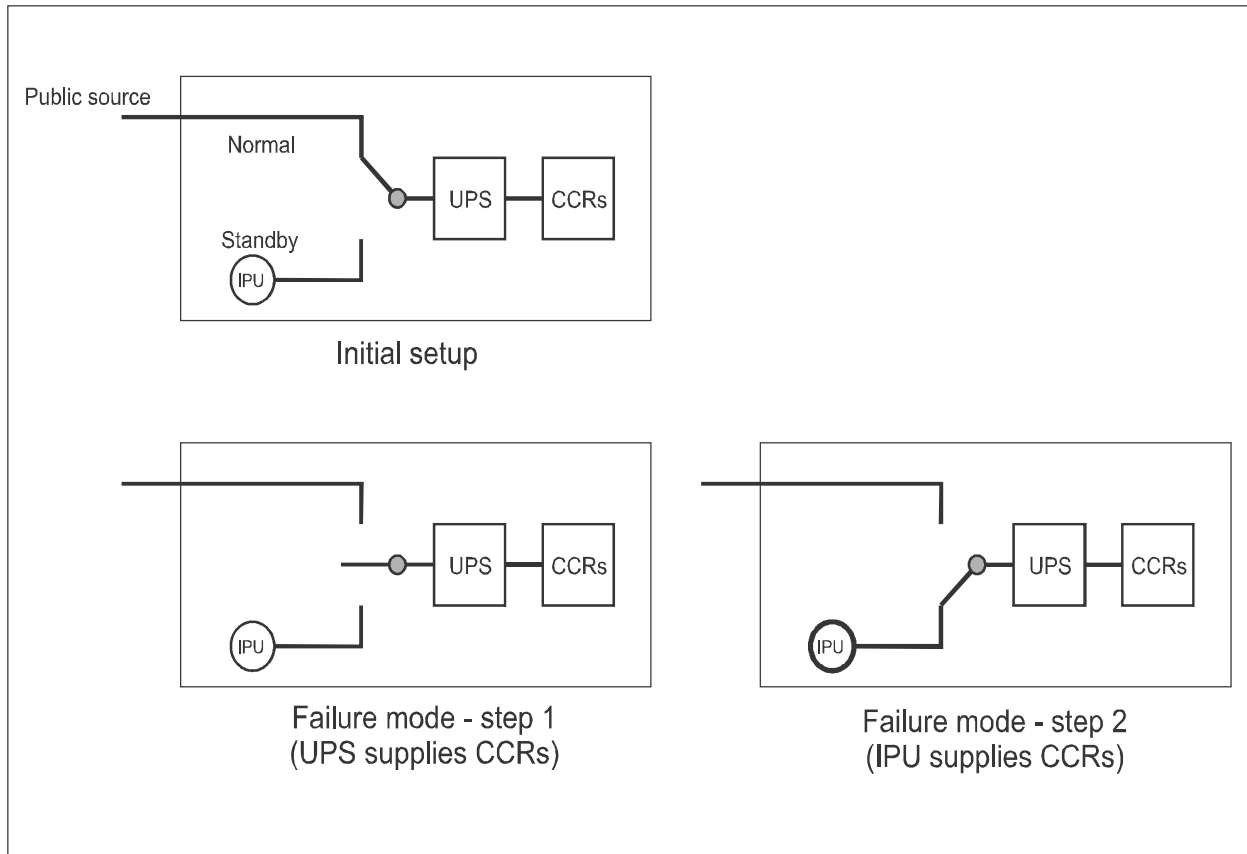 Public source
Normal
UPS
CCRs
Standby
IPU
Initial setup
UPS
CCRs
IPU
Failure mode - step 1
(UPS supplies CCRs)
UPS
CCRs
IPU
Failure mode - step 2
(IPU supplies CCRs)